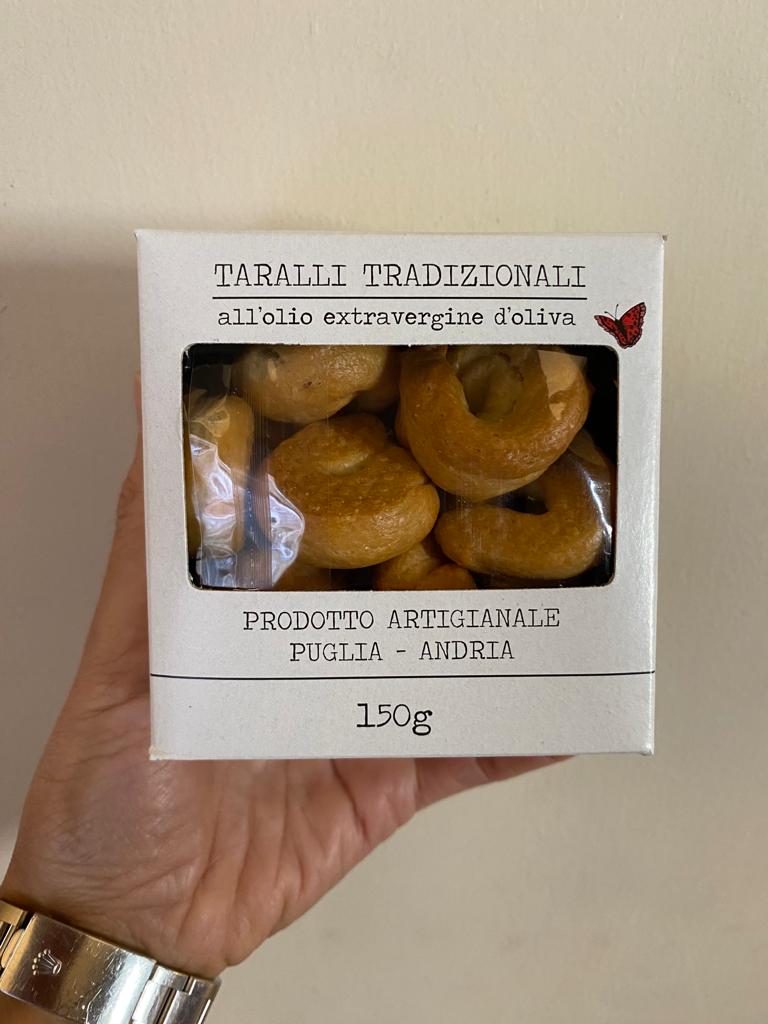 TARALLI TRADIZIONALI
all'olio extravergine d'oliva
PRODOTTO ARTIGIANALE
PUGLIA - ANDRIA
150g